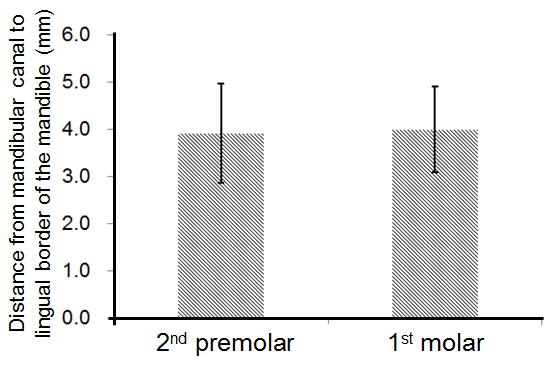 Distance from mandibular canal to
lingual border of the mandible (mm)
6.0
5.0
4.0
3.0
2.0
1.0
0.0
2nd premolar
1st molar